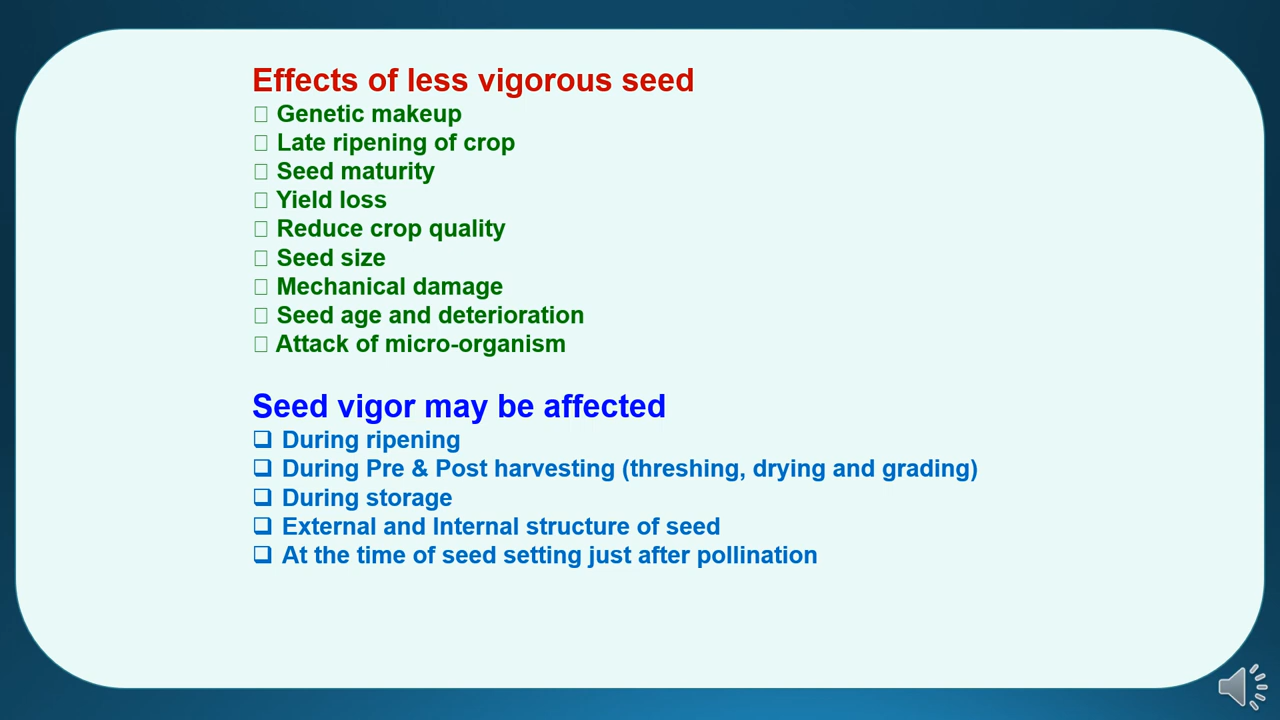 Effects of less vigorous seed
Genetic makeup
Late ripening of crop
Seed maturity
Yield loss
Reduce crop quality
Seed size
Mechanical damage
Seed age and deterioration
Attack of micro-organism
Seed vigor may be affected
❑ During ripening
❑ During Pre & Post harvesting (threshing, drying and grading)
❑ During storage
❑ External and Internal structure of seed
❑ At the time of seed setting just after pollination